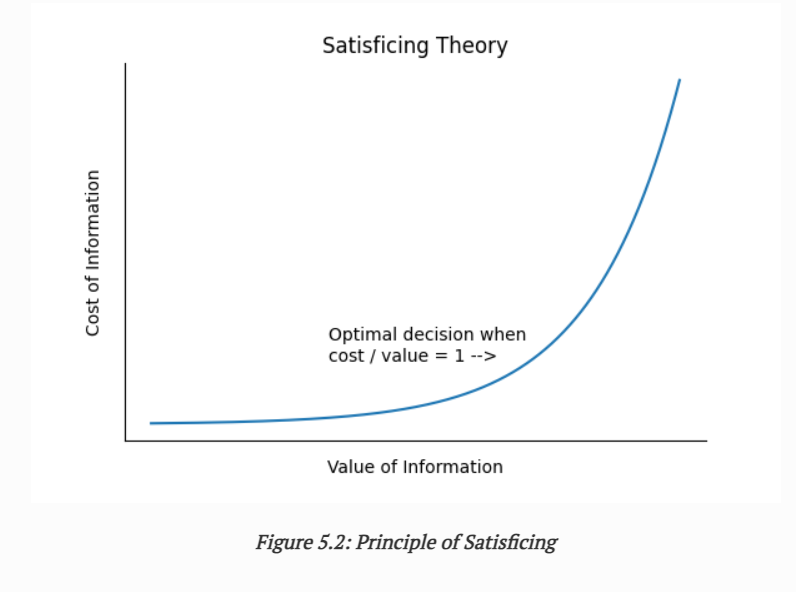 Satisficing Theory
Cost of Information
Optimal decision when
cost / value = 1 -->
Value of Information
Figure 5.2: Principle of Satisficing